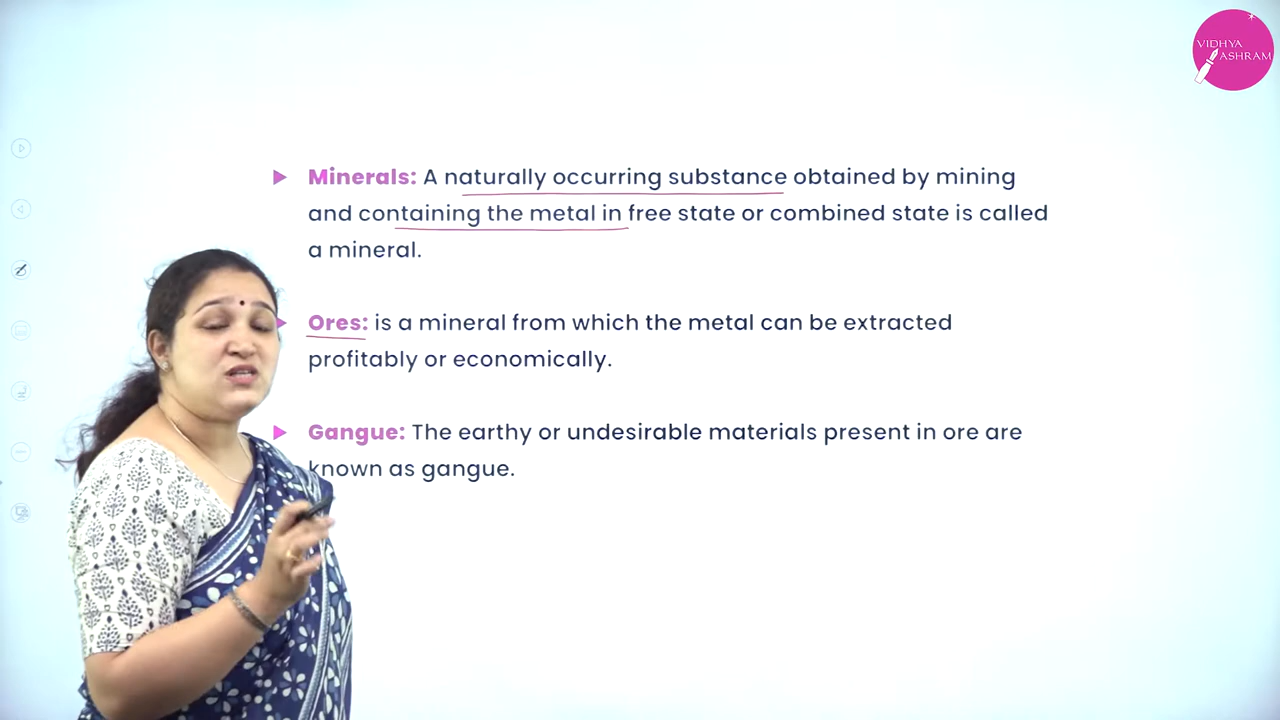 VIDHYA
ASHRAM
Minerals: A naturally occurring substance obtained by mining
and containing the metal in free state or combined state is called
a mineral.
Ores: is a mineral from which the metal can be extracted
profitably or economically.
Gangue: The earthy or undesirable materials present in ore are
known as gangue.